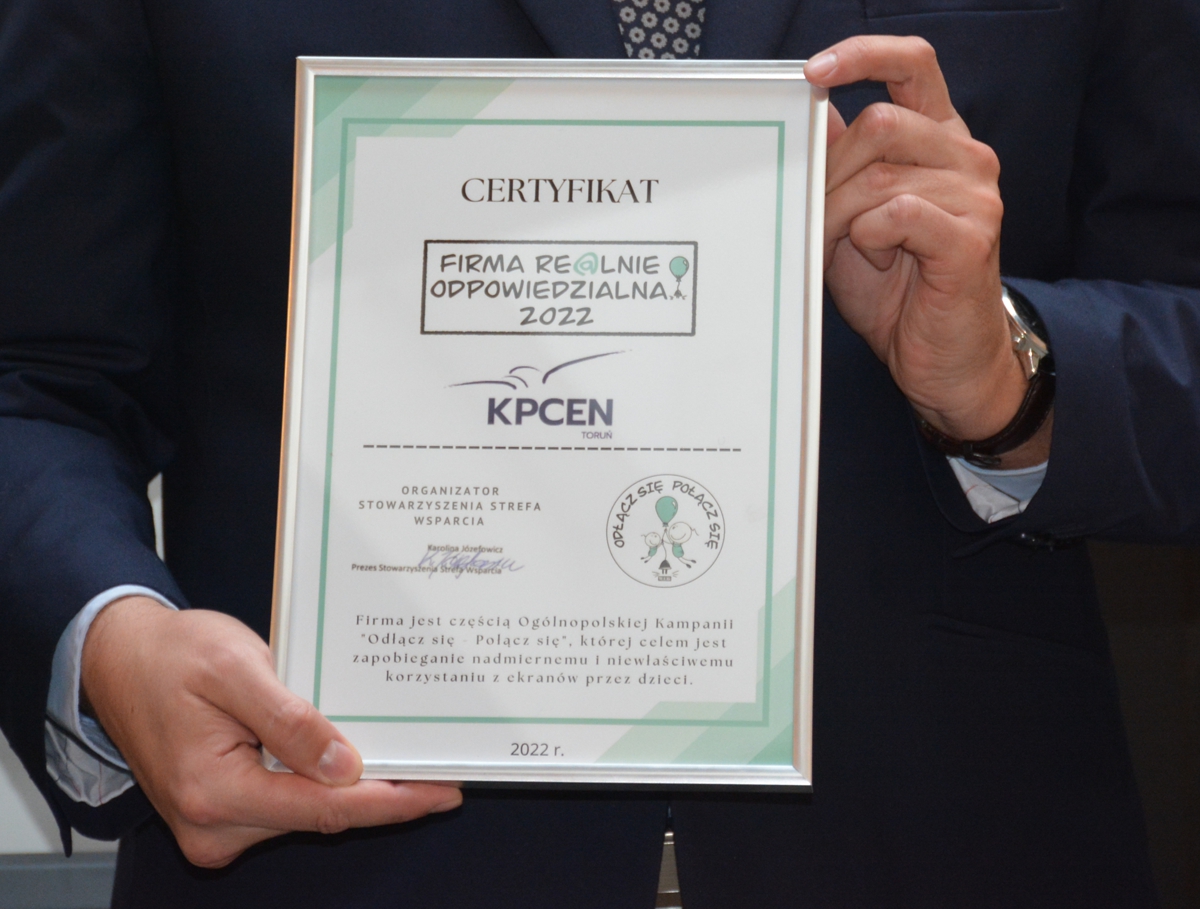 CERTYFIKAT
FIRMA RE@LNIE
ODPOWIEDZIALNA
2022
KPCEN
TORUŃ
ORGANIZATOR
STOWARZYSZENIA STREFA
WSPARCIA
Karolina Józefowicz
Prezes Stowarzyszenia Strefa Wsparcia
ODŁĄCZ SIĘ POŁĄCZ SIĘ
Firma jest częścią Ogólnopolskiej Kampanii
"Odłącz się - Połącz się", której celem jest
zapobieganie nadmiernemu i niewłaściwemu
korzystaniu z ekranów przez dzieci.
2022 r.